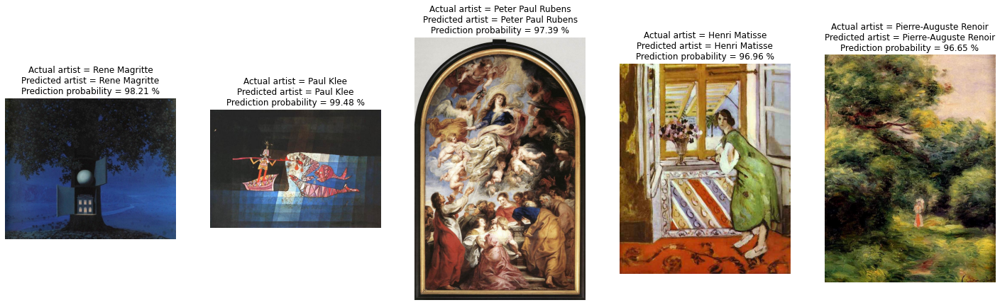 Actual artist = Rene Magritte
Predicted artist = Rene Magritte
Prediction probability = 98.21 %
Actual artist = Paul Klee
Predicted artist = Paul Klee
Prediction probability = 99.48 %
Actual artist = Peter Paul Rubens
Predicted artist = Peter Paul Rubens
Prediction probability = 97.39 %
Actual artist = Henri Matisse
Predicted artist = Henri Matisse
Prediction probability = 96.96 %
Actual artist = Pierre-Auguste Renoir
Predicted artist = Pierre-Auguste Renoir
Prediction probability = 96.65 %